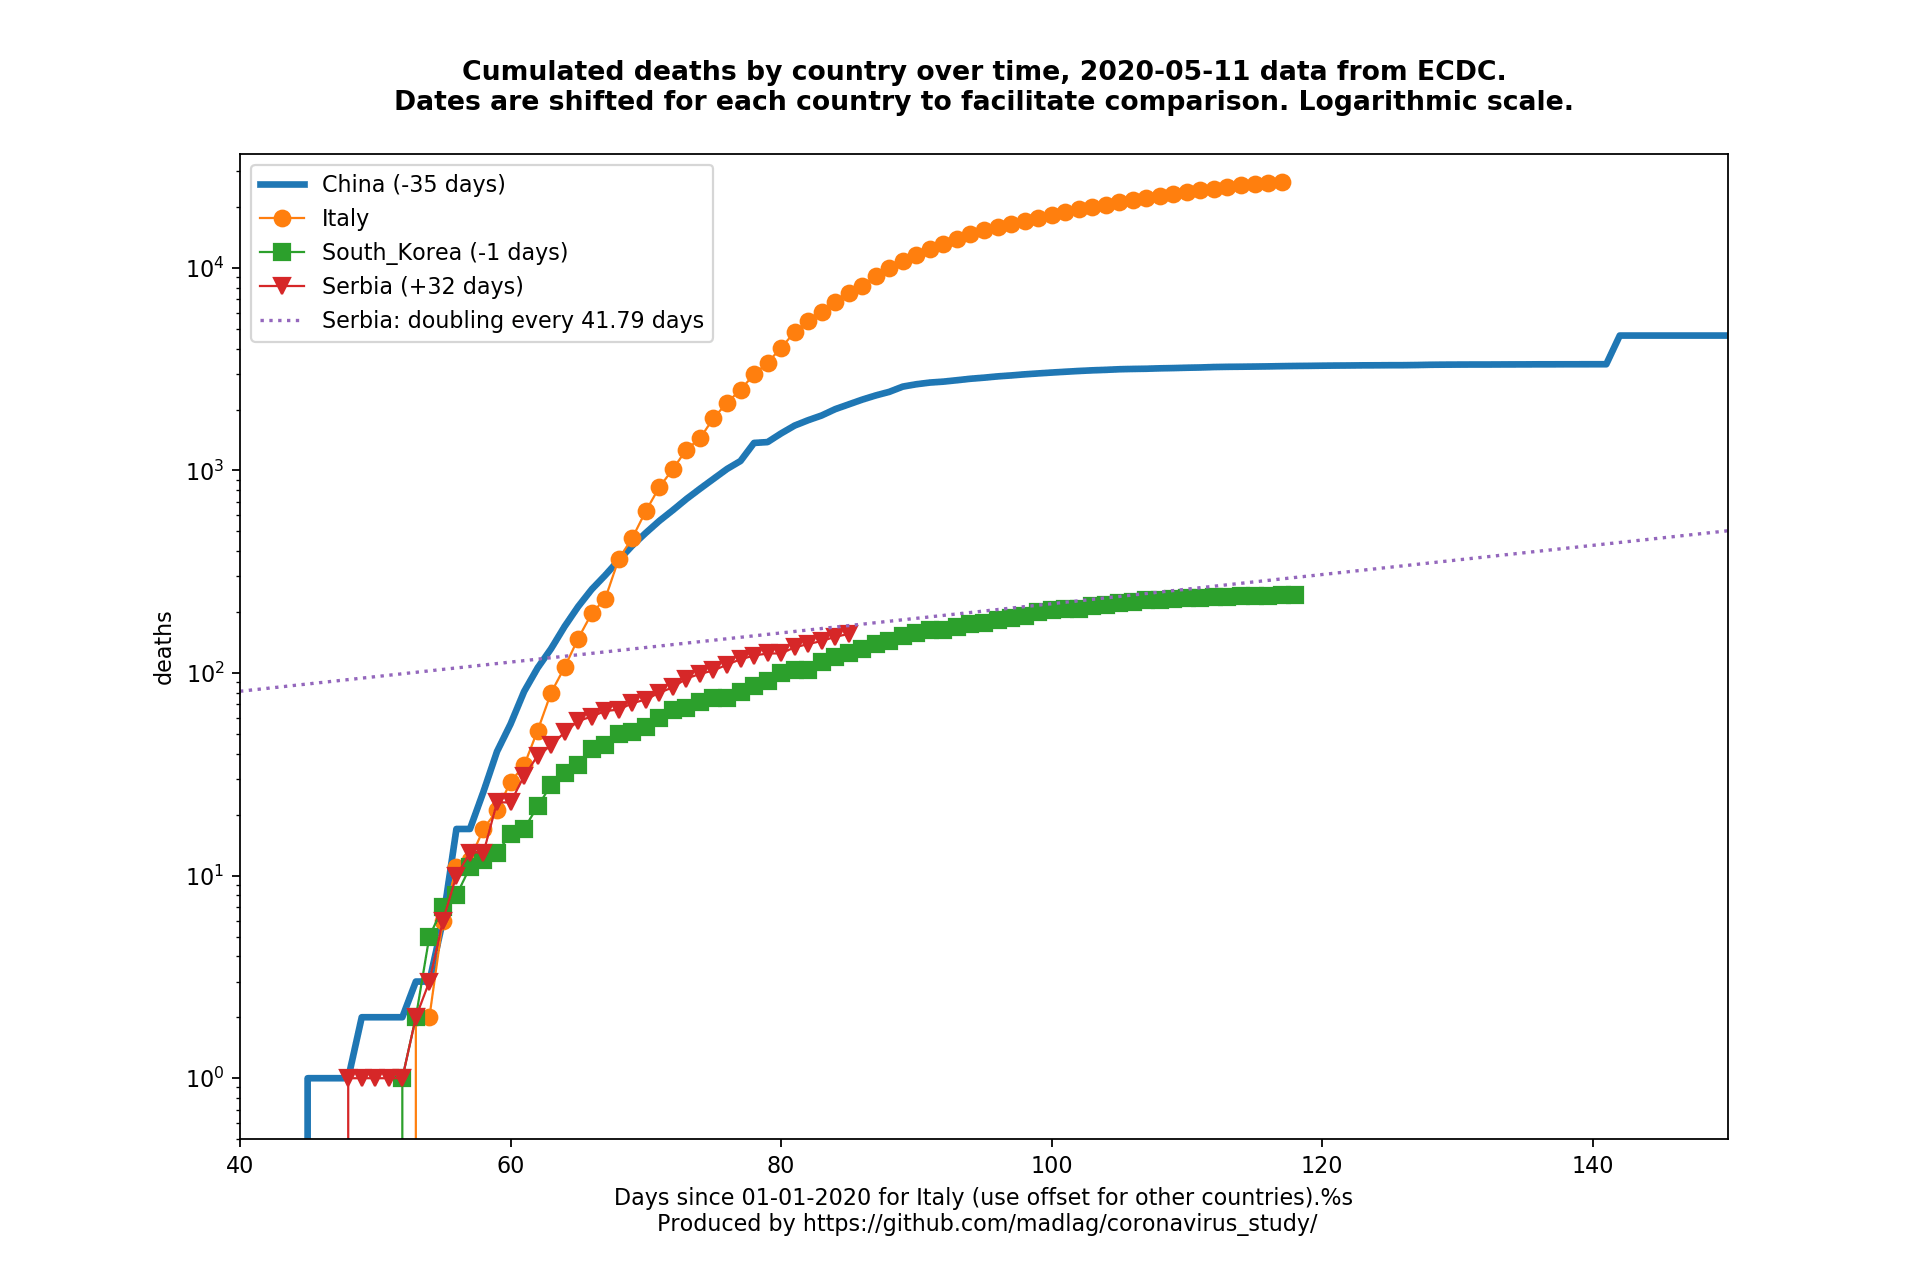 Cumulated deaths by country over time, 2020-05-11 data from ECDC.
Dates are shifted for each country to facilitate comparison. Logarithmic scale.
China (-35 days)
Italy
South_Korea (-1 days)
Serbia (+32 days)
Serbia: doubling every 41.79 days
deaths
10⁴
10³
10²
10¹
10⁰
40 60 80 100 120 140
Days since 01-01-2020 for Italy (use offset for other countries).%s
Produced by https://github.com/madlag/coronavirus_study/